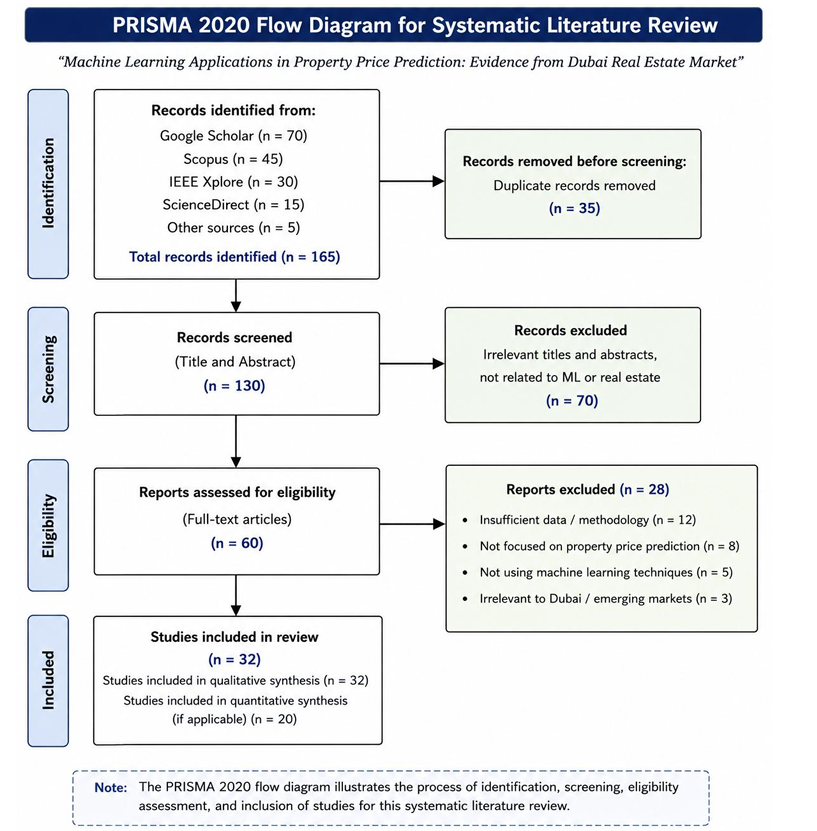 PRISMA 2020 Flow Diagram for Systematic Literature Review
“Machine Learning Applications in Property Price Prediction: Evidence from Dubai Real Estate Market”
Identification
Records identified from:
Google Scholar (n = 70)
Scopus (n = 45)
IEEE Xplore (n = 30)
ScienceDirect (n = 15)
Other sources (n = 5)
Total records identified (n = 165)
Records removed before screening:
Duplicate records removed
(n = 35)
Screening
Records screened
(Title and Abstract)
(n = 130)
Records excluded
Irrelevant titles and abstracts,
not related to ML or real estate
(n = 70)
Eligibility
Reports assessed for eligibility
(Full-text articles)
(n = 60)
Reports excluded (n = 28)
• Insufficient data / methodology (n = 12)
• Not focused on property price prediction (n = 8)
• Not using machine learning techniques (n = 5)
• Irrelevant to Dubai / emerging markets (n = 3)
Included
Studies included in review
(n = 32)
Studies included in qualitative synthesis (n = 32)
Studies included in quantitative synthesis
(if applicable) (n = 20)
Note: The PRISMA 2020 flow diagram illustrates the process of identification, screening, eligibility
assessment, and inclusion of studies for this systematic literature review.